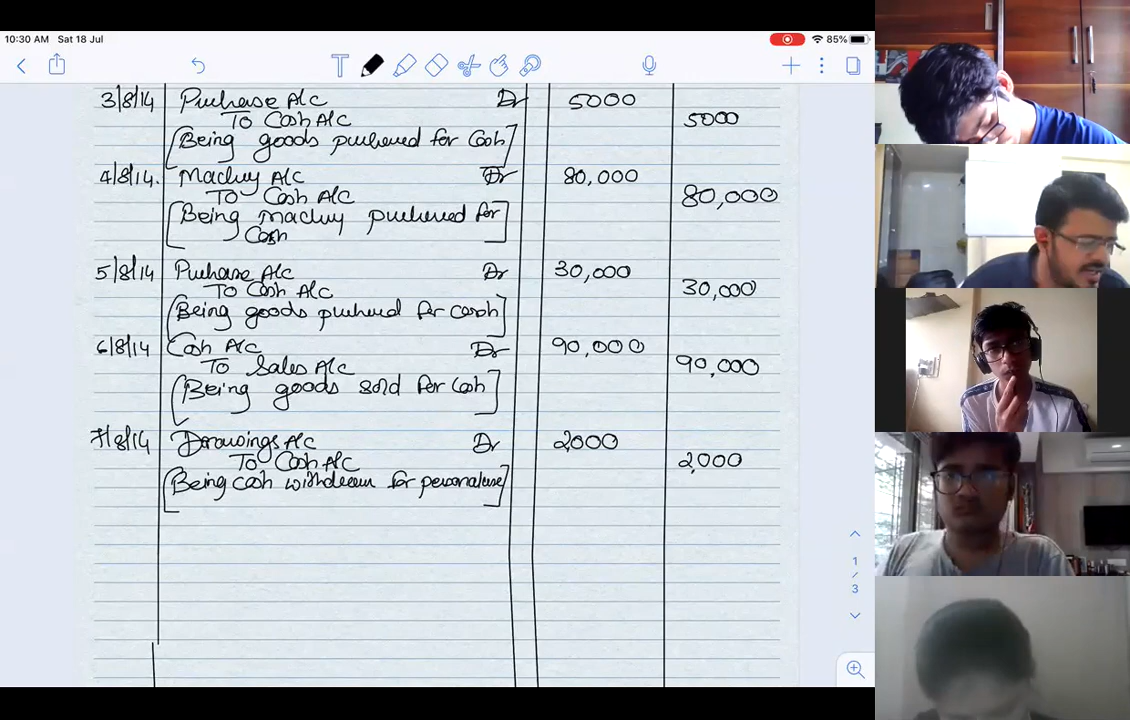 10:30 AM Sat 18 Jul 85%
3/8/14 Purchase A/c Dr 5000
To Cash A/c 5000
[Being goods purchased for Cash]
4/8/14. Machny A/c Dr 80,000
To Cash A/c 80,000
[Being Machny purchased for
Cash]
5/8/14 Purchase A/c Dr 30,000
To Cash A/c 30,000
[Being goods purchased for cash]
6/8/14 Cash A/c Dr 90,000
To Sales A/c 90,000
[Being goods sold for Cash]
7/8/14 Drawings A/c Dr 2,000
To Cash A/c 2,000
[Being cash withdrawn for personal use]
1
/
3